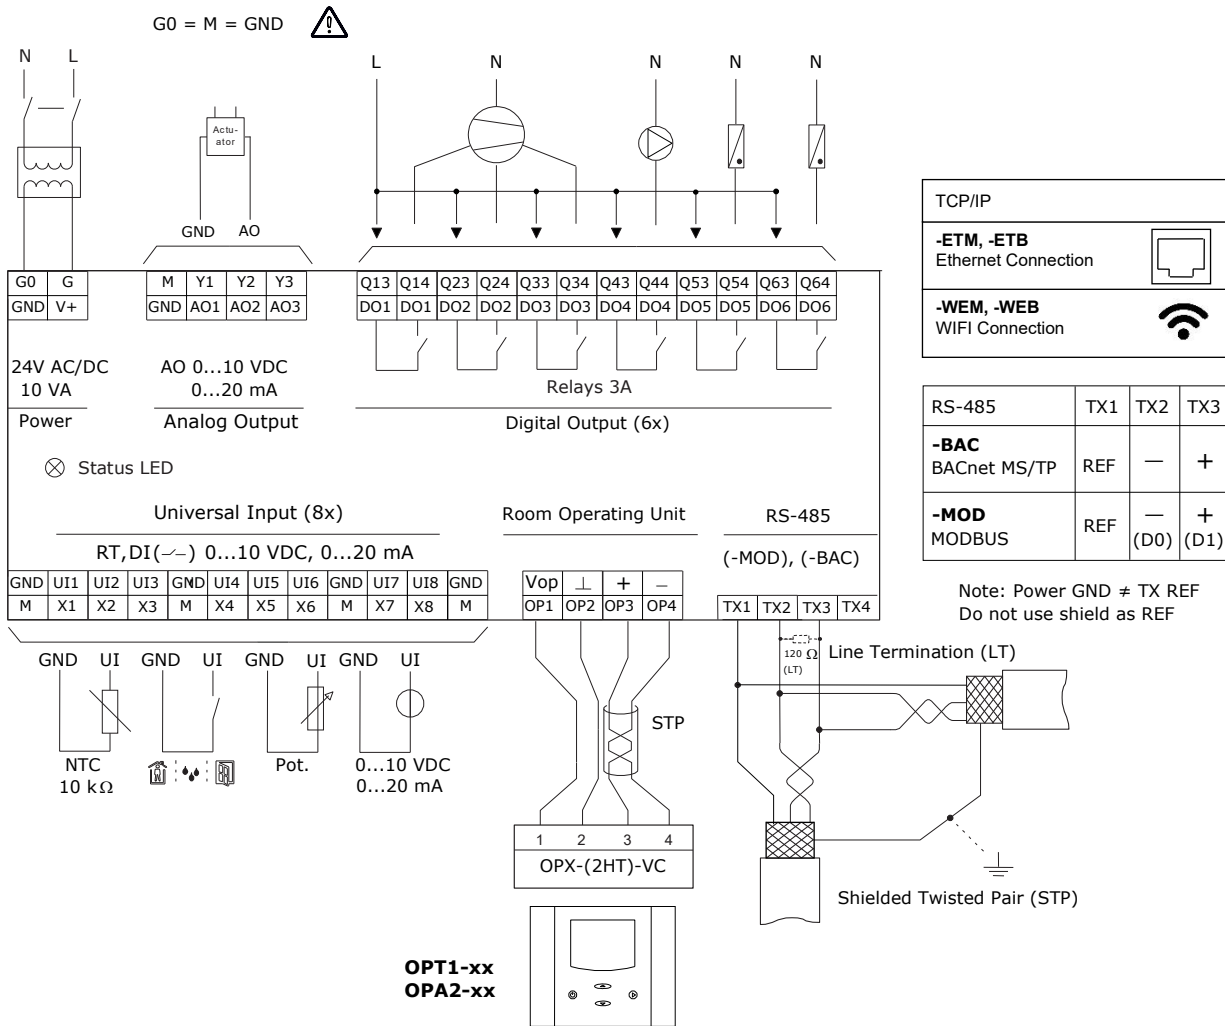 G0 = M = GND
N L
L N N N N
Actu-
ator
GND AO
G0 G
GND V+
M Y1 Y2 Y3
GND AO1 AO2 AO3
Q13 Q14 Q23 Q24 Q33 Q34 Q43 Q44 Q53 Q54 Q63 Q64
DO1 DO1 DO2 DO2 DO3 DO3 DO4 DO4 DO5 DO5 DO6 DO6
24V AC/DC
10 VA
Power
AO 0...10 VDC
0...20 mA
Analog Output
Relays 3A
Digital Output (6x)
Status LED
Universal Input (8x)
RT,DI( ) 0...10 VDC, 0...20 mA
GND UI1 UI2 UI3 GND UI4 UI5 UI6 GND UI7 UI8 GND
M X1 X2 X3 M X4 X5 X6 M X7 X8 M
Room Operating Unit
Vop ⊥ + −
OP1 OP2 OP3 OP4
RS-485
(-MOD), (-BAC)
TX1 TX2 TX3 TX4
GND UI GND UI GND UI GND UI
NTC
10 kΩ
Pot.
0...10 VDC
0...20 mA
STP
120 Ω
(LT)
Line Termination (LT)
1 2 3 4
OPX-(2HT)-VC
Shielded Twisted Pair (STP)
OPT1-xx
OPA2-xx
TCP/IP
-ETM, -ETB
Ethernet Connection
-WEM, -WEB
WIFI Connection
RS-485 TX1 TX2 TX3
-BAC
BACnet MS/TP REF — +
-MOD
MODBUS REF — (D0) + (D1)
Note: Power GND ≠ TX REF
Do not use shield as REF